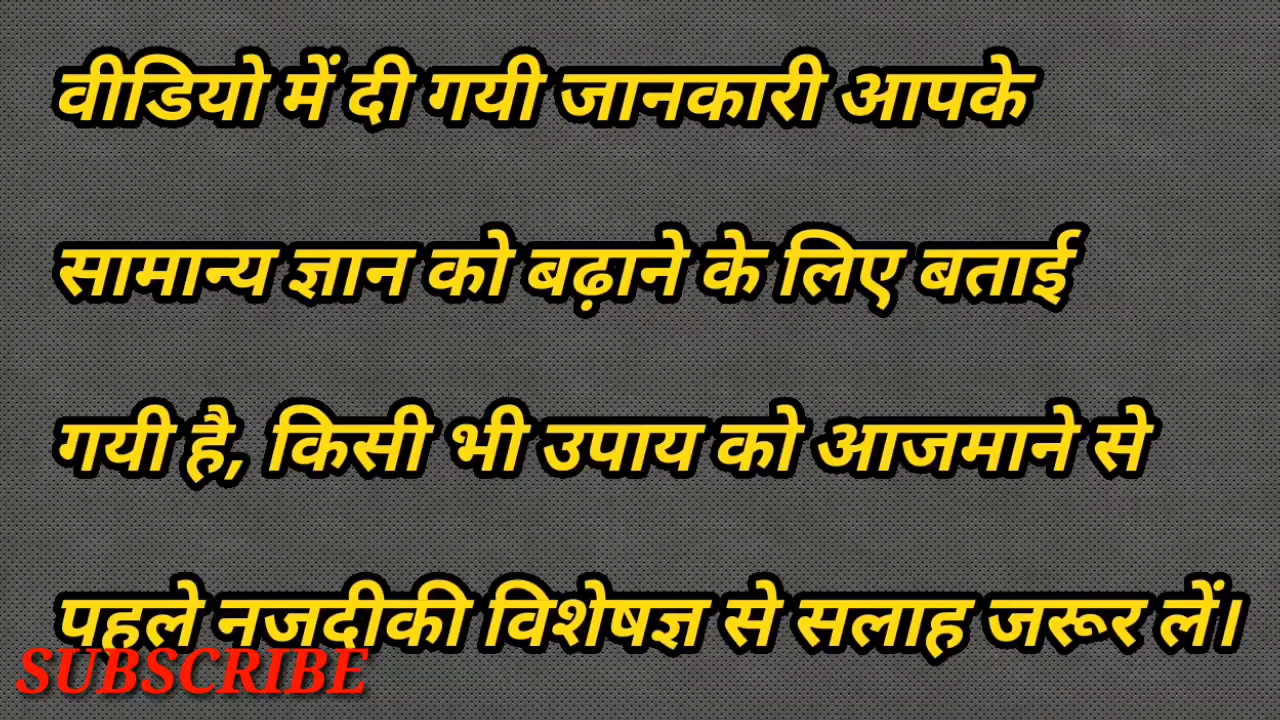 वीडियो में दी गयी जानकारी आपके
सामान्य ज्ञान को बढ़ाने के लिए बताई
गयी है, किसी भी उपाय को आजमाने से
पहले नजदीकी विशेषज्ञ से सलाह जरूर लें।
SUBSCRIBE